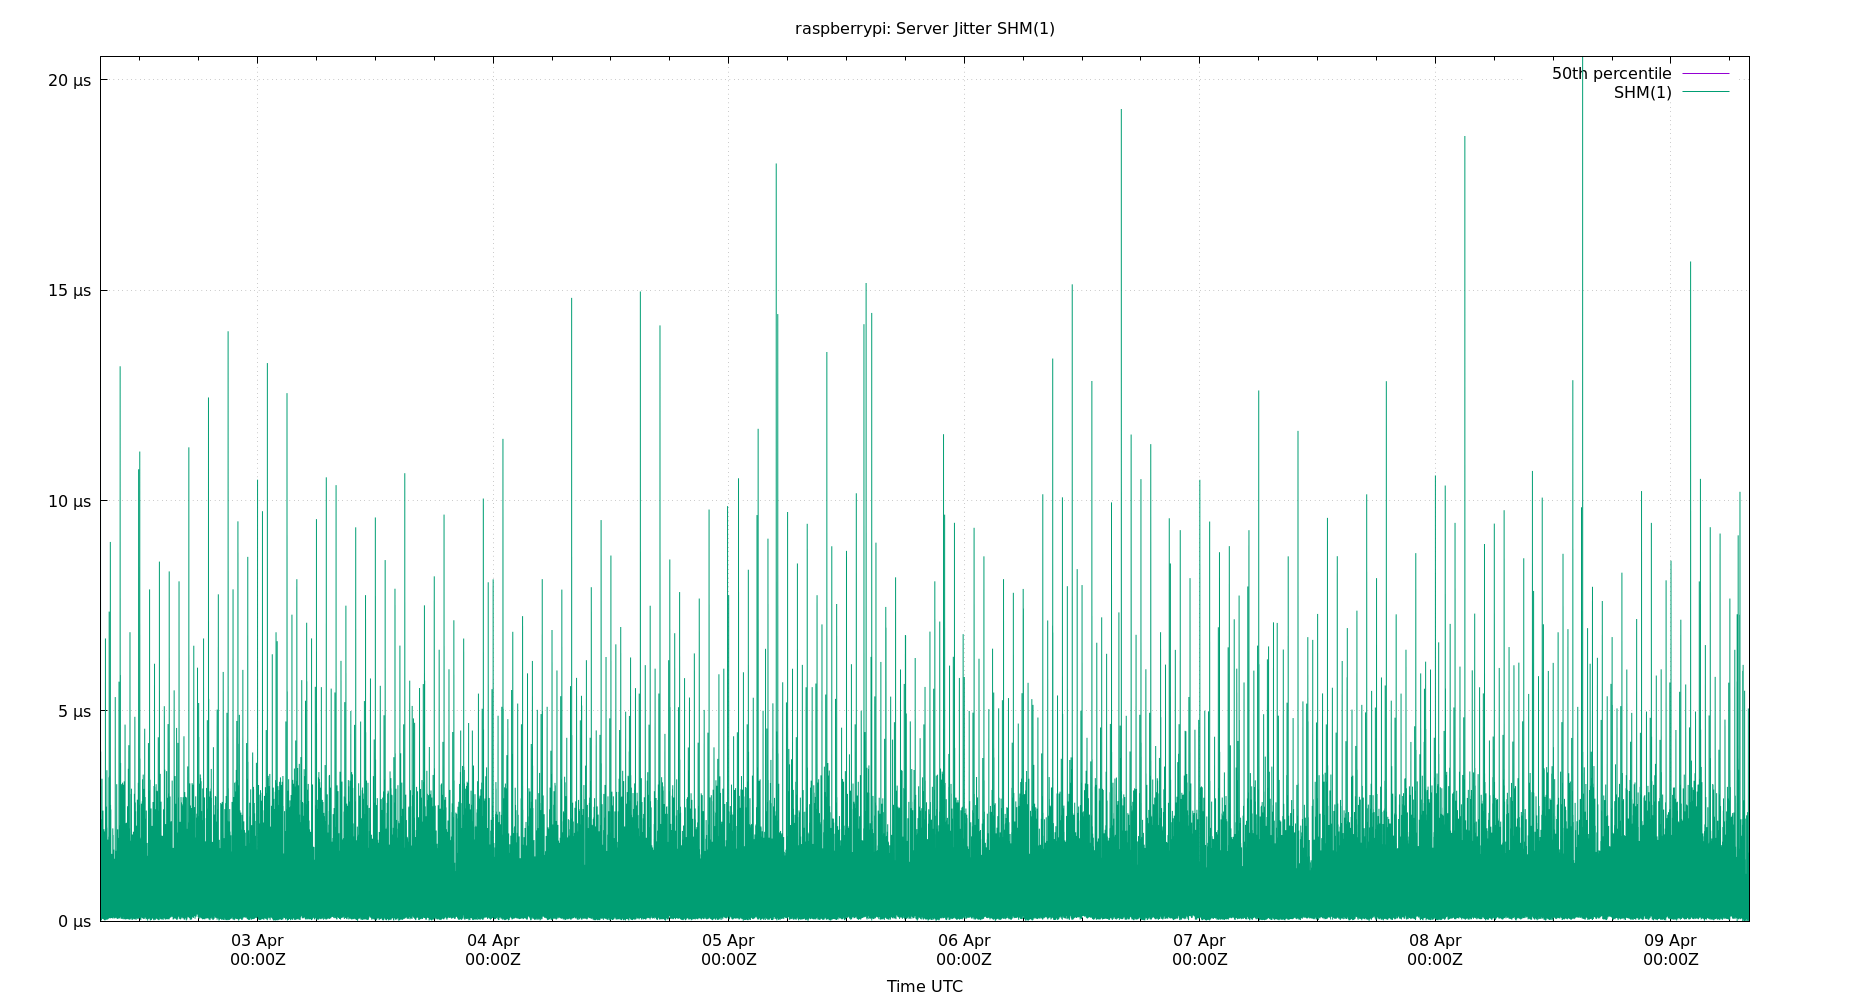 raspberrypi: Server Jitter SHM(1)
50th percentile
SHM(1)
20 µs
15 µs
10 µs
5 µs
0 µs
03 Apr 04 Apr 05 Apr 06 Apr 07 Apr 08 Apr 09 Apr
00:00Z 00:00Z 00:00Z 00:00Z 00:00Z 00:00Z 00:00Z
Time UTC